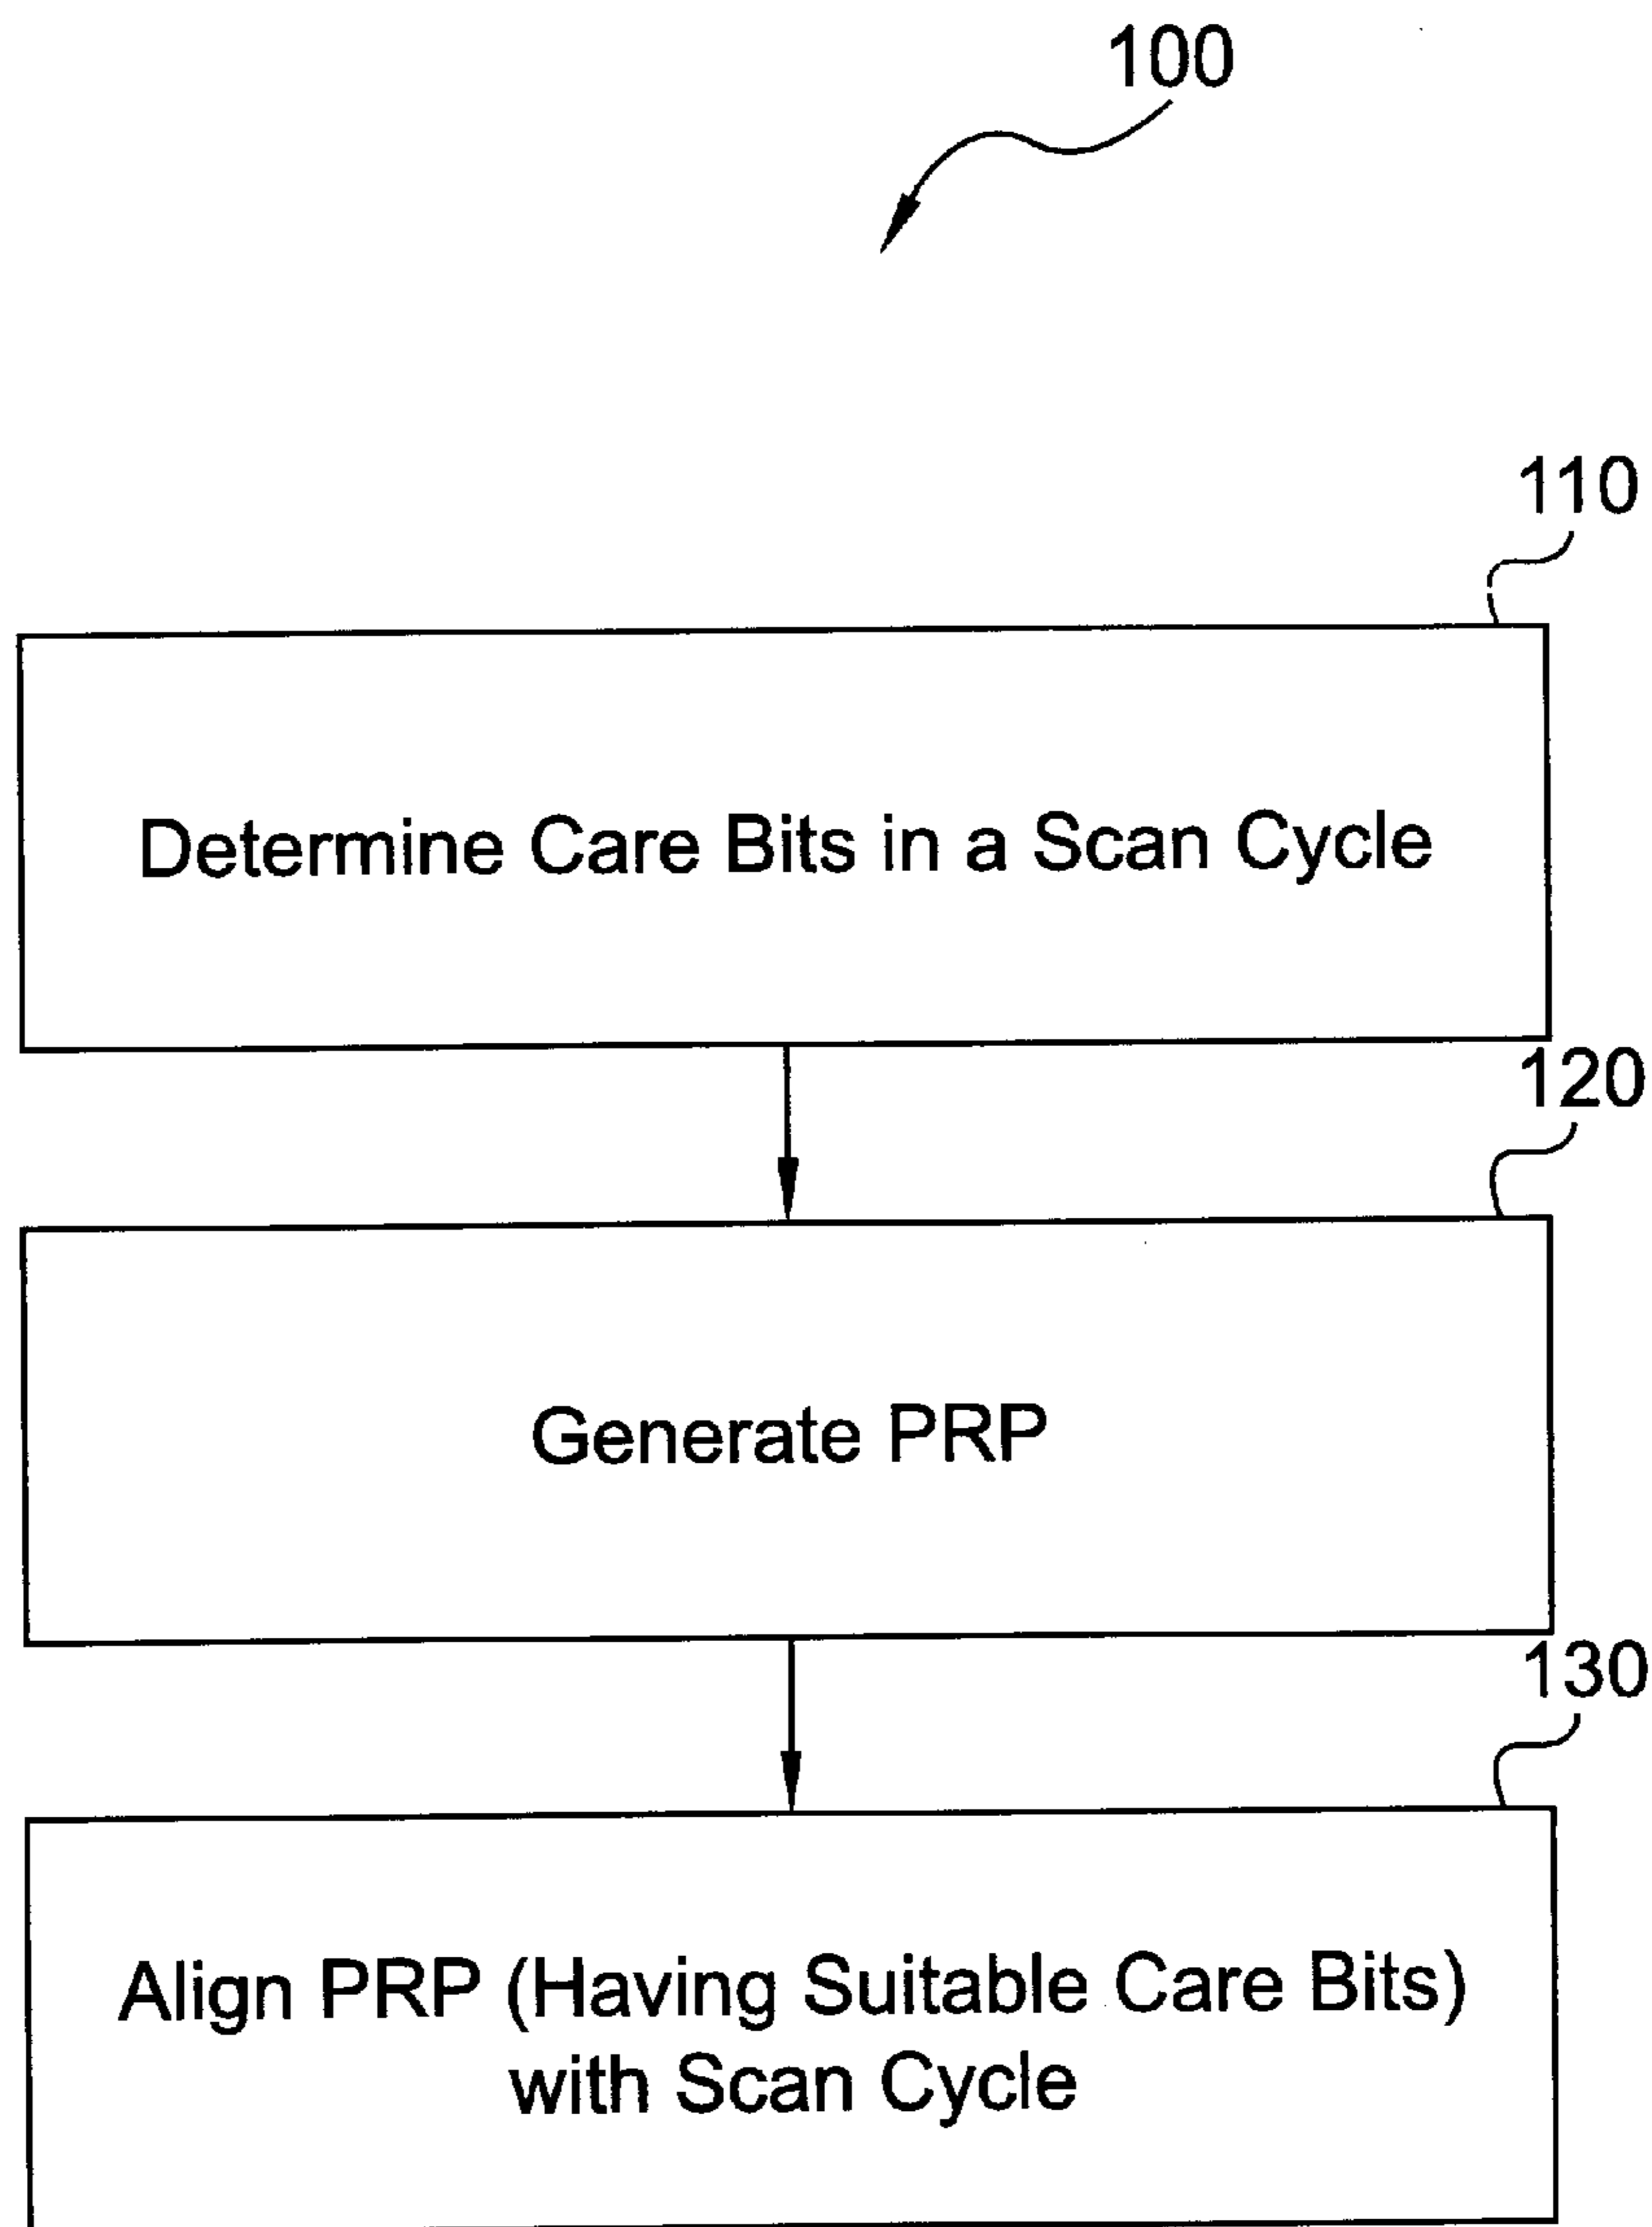 100
110
Determine Care Bits in a Scan Cycle
120
Generate PRP
130
Align PRP (Having Suitable Care Bits)
with Scan Cycle